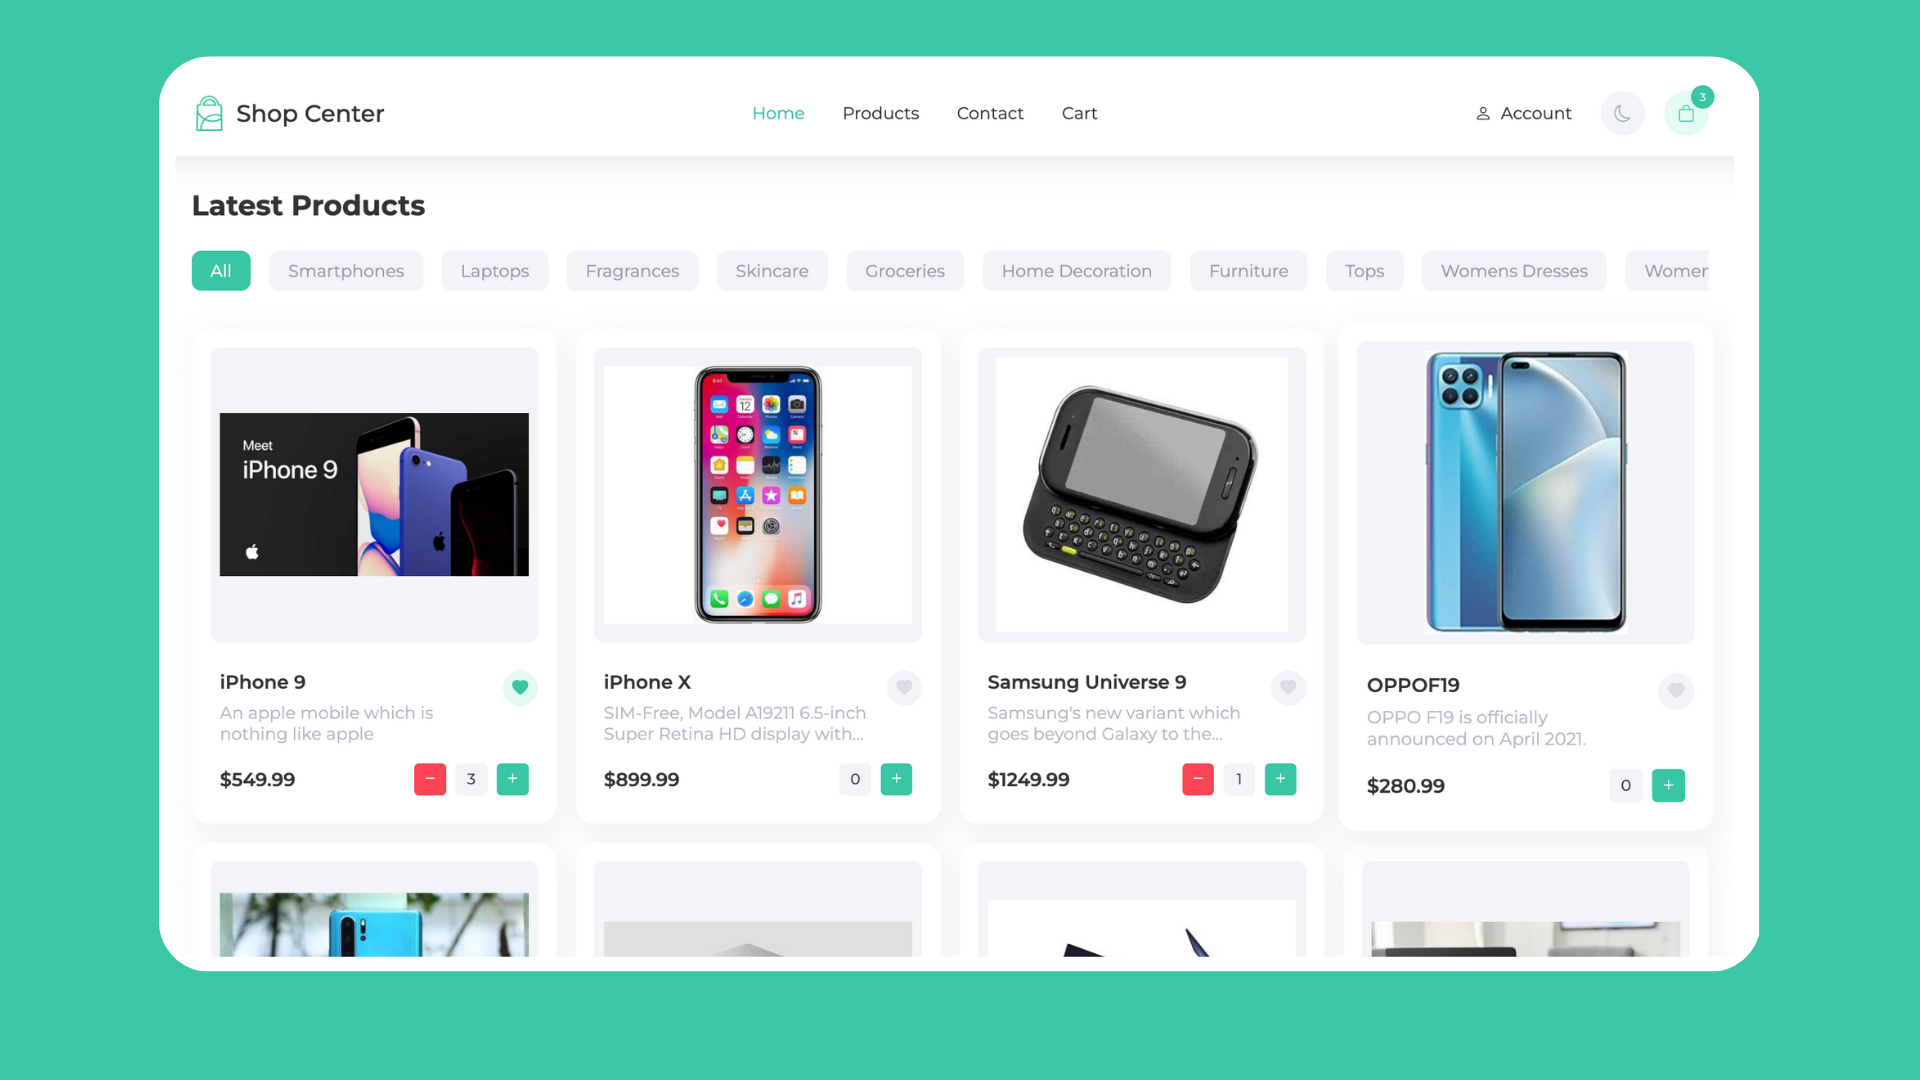 Shop Center
Home
Products
Contact
Cart
Account
3
Latest Products
All
Smartphones
Laptops
Fragrances
Skincare
Groceries
Home Decoration
Furniture
Tops
Womens Dresses
Women
Meet
iPhone 9
9:41
12
iPhone 9
An apple mobile which is
nothing like apple
$549.99
−
3
+
iPhone X
SIM-Free, Model A19211 6.5-inch
Super Retina HD display with...
$899.99
0
+
Samsung Universe 9
Samsung's new variant which
goes beyond Galaxy to the...
$1249.99
−
1
+
OPPOF19
OPPO F19 is officially
announced on April 2021.
$280.99
0
+